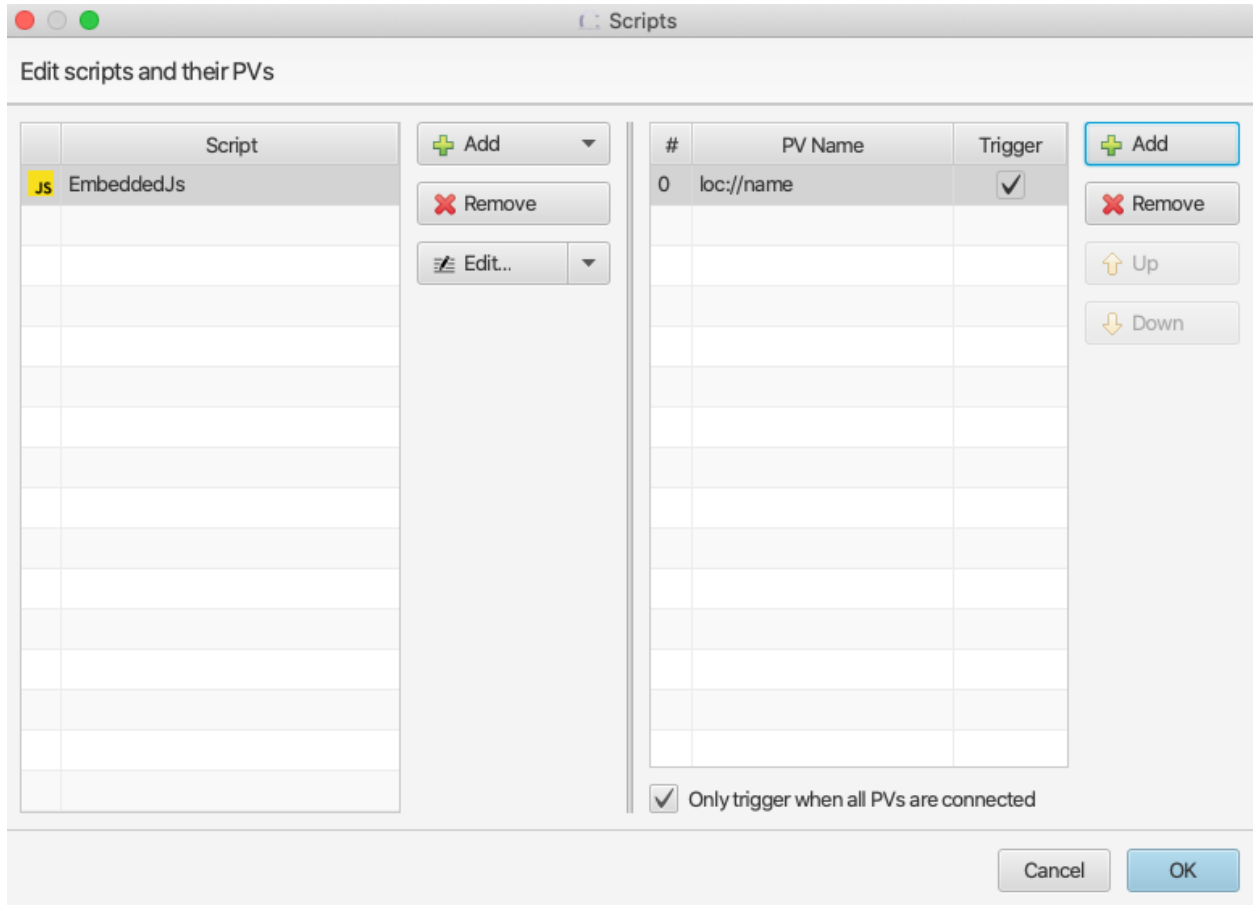 Scripts
Edit scripts and their PVs
Script
Add
# PV Name Trigger
Add
JS EmbeddedJs
Remove
0 loc://name
Remove
Edit...
Up
Down
Only trigger when all PVs are connected
Cancel
OK